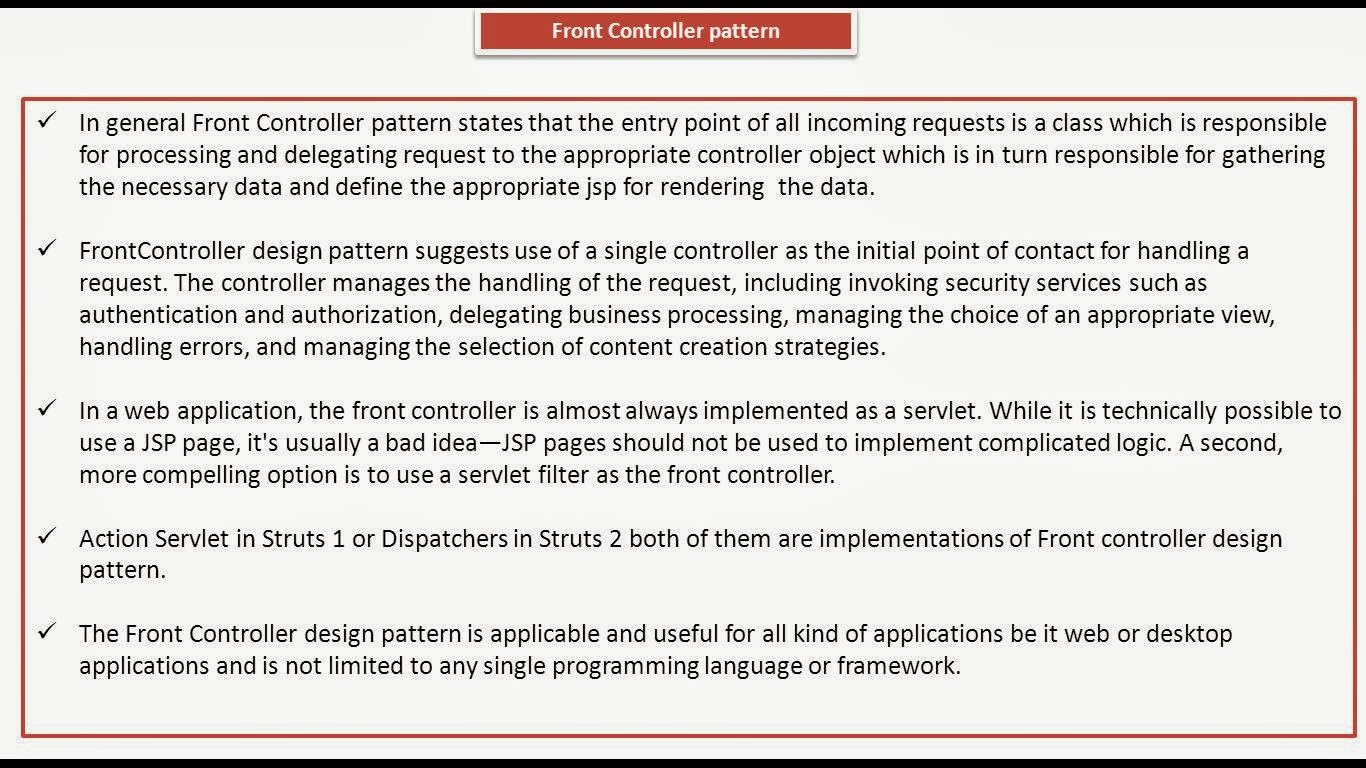 Front Controller pattern
✓ In general Front Controller pattern states that the entry point of all incoming requests is a class which is responsible
for processing and delegating request to the appropriate controller object which is in turn responsible for gathering
the necessary data and define the appropriate jsp for rendering  the data.
✓ FrontController design pattern suggests use of a single controller as the initial point of contact for handling a
request. The controller manages the handling of the request, including invoking security services such as
authentication and authorization, delegating business processing, managing the choice of an appropriate view,
handling errors, and managing the selection of content creation strategies.
✓ In a web application, the front controller is almost always implemented as a servlet. While it is technically possible to
use a JSP page, it's usually a bad idea—JSP pages should not be used to implement complicated logic. A second,
more compelling option is to use a servlet filter as the front controller.
✓ Action Servlet in Struts 1 or Dispatchers in Struts 2 both of them are implementations of Front controller design
pattern.
✓ The Front Controller design pattern is applicable and useful for all kind of applications be it web or desktop
applications and is not limited to any single programming language or framework.